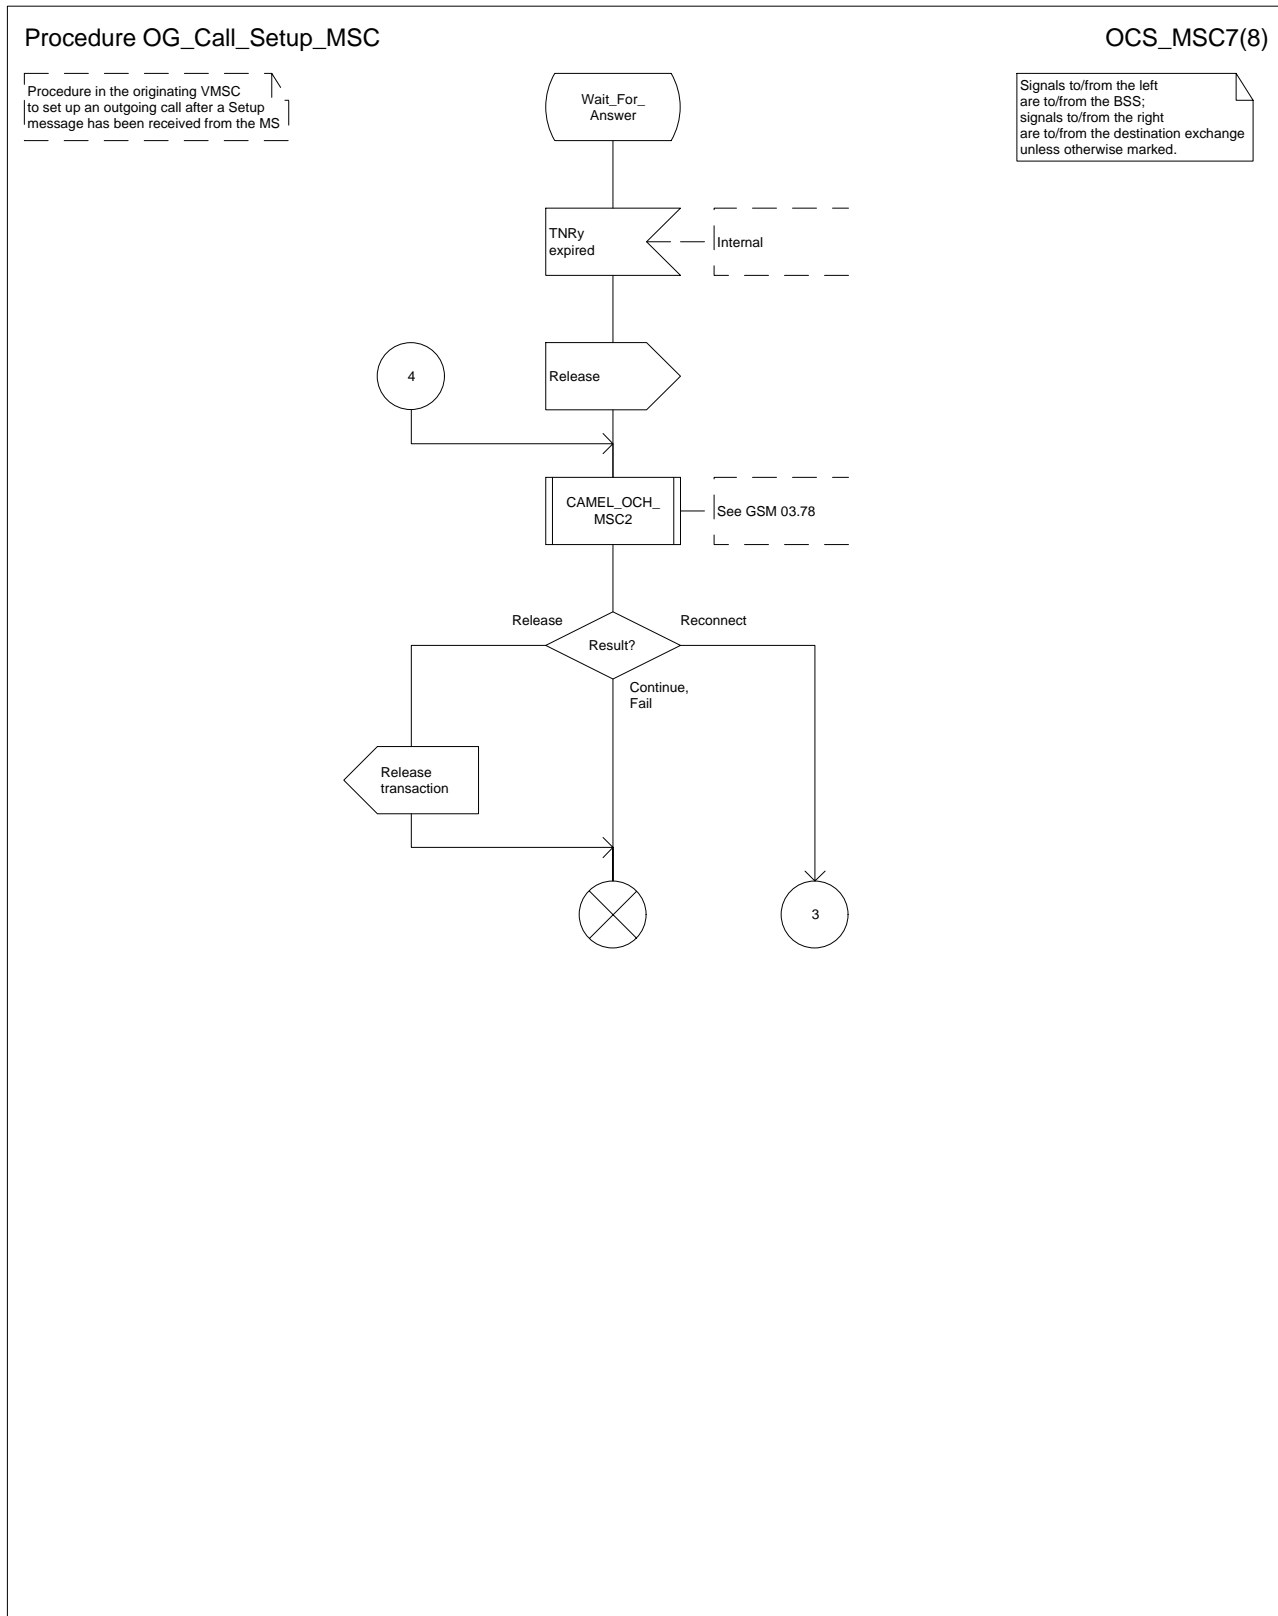 Procedure OG_Call_Setup_MSC
OCS_MSC7(8)
Procedure in the originating VMSC
to set up an outgoing call after a Setup
message has been received from the MS
Wait_For_
Answer
Signals to/from the left
are to/from the BSS;
signals to/from the right
are to/from the destination exchange
unless otherwise marked.
TNRy
expired
Internal
4
Release
CAMEL_OCH_
MSC2
See GSM 03.78
Release
Reconnect
Result?
Continue,
Fail
Release
transaction
3